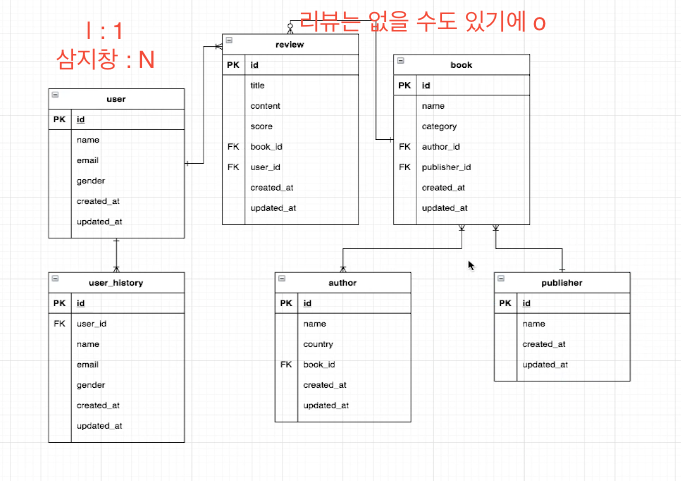 l : 1
삼지창 : N
리뷰는 없을 수도 있기에 o
review
PK id
title
content
score
FK book_id
FK user_id
created_at
updated_at
book
PK id
name
category
FK author_id
FK publisher_id
created_at
updated_at
user
PK id
name
email
gender
created_at
updated_at
user_history
PK id
FK user_id
name
email
gender
created_at
updated_at
author
PK id
name
country
FK book_id
created_at
updated_at
publisher
PK id
name
created_at
updated_at